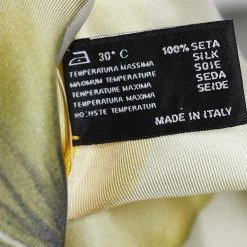 30° C
TEMPERATURA MASSIMA
MAXIMUM TEMPERATUR
TEMPERATURE MAXIMA
TEMPERATURA MAXIMA
HÖCHSTE TEMPERATUR
100% SETA
SILK
SOIE
SEDA
SEIDE
MADE IN ITALY